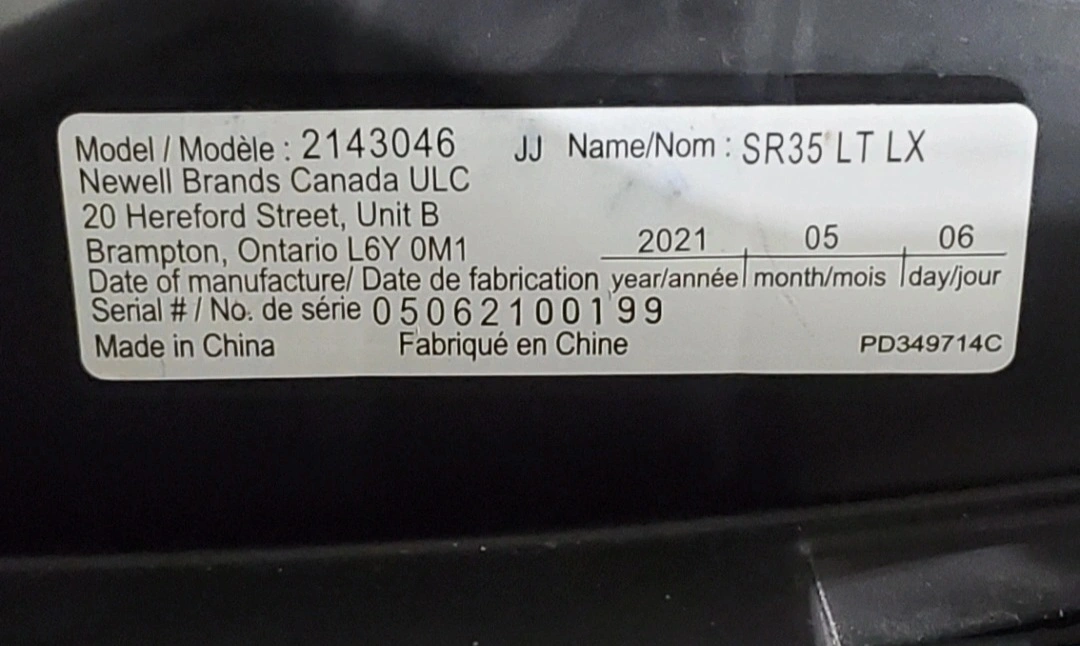 Model / Modèle : 2143046 JJ Name/Nom : SR35 LT LX
Newell Brands Canada ULC
20 Hereford Street, Unit B
Brampton, Ontario L6Y 0M1 2021 05 06
Date of manufacture/ Date de fabrication year/année month/mois day/jour
Serial # / No. de série 05062100199
Made in China Fabriqué en Chine PD349714C